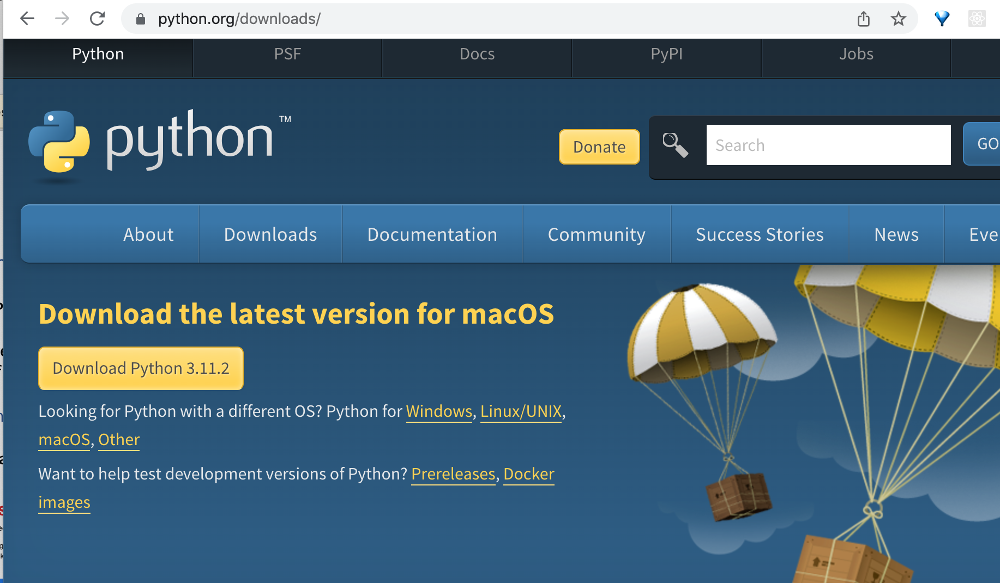 python.org/downloads/
Python PSF Docs PyPI Jobs
python™
Donate
Search
GO
About Downloads Documentation Community Success Stories News Eve
Download the latest version for macOS
Download Python 3.11.2
Looking for Python with a different OS? Python for Windows, Linux/UNIX,
macOS, Other
Want to help test development versions of Python? Prereleases, Docker
images